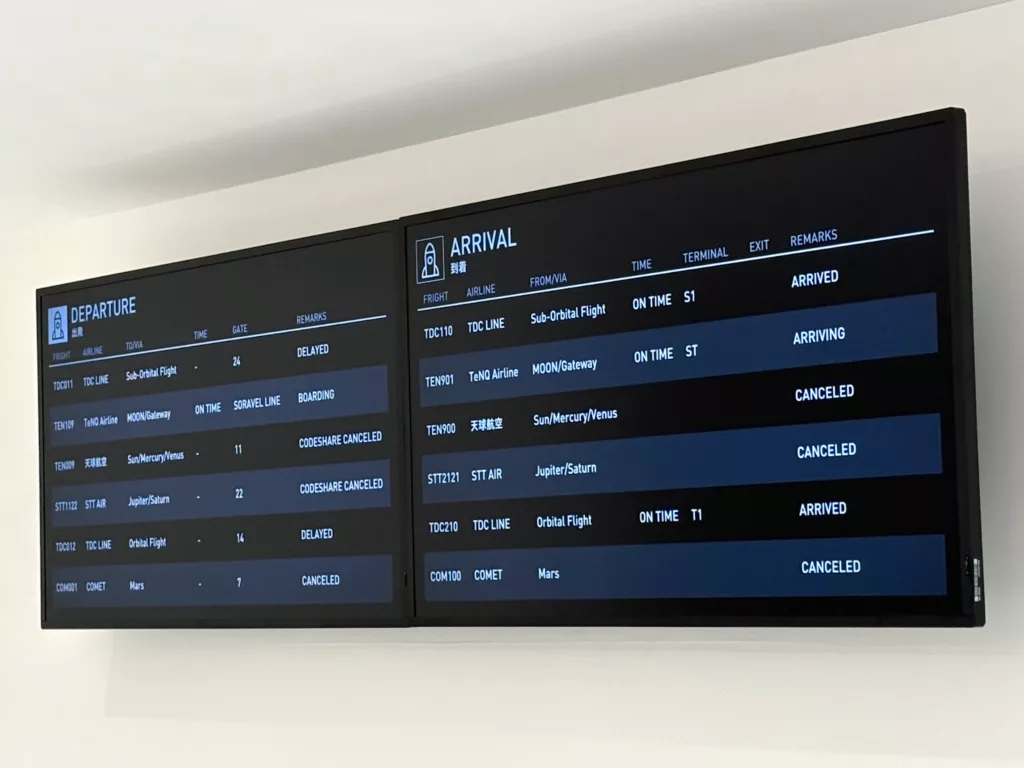 DEPARTURE
出発
FRIGHT AIRLINE TO/VIA TIME GATE REMARKS
TDC011 TDC LINE Sub-Orbital Flight - 24 DELAYED
TEN109 TeNQ Airline MOON/Gateway ON TIME SORAVEL LINE BOARDING
TEN009 天球航空 Sun/Mercury/Venus - 11 CODESHARE CANCELED
STT1122 STT AIR Jupiter/Saturn - 22 CODESHARE CANCELED
TDC012 TDC LINE Orbital Flight - 14 DELAYED
COM001 COMET Mars - 7 CANCELED
ARRIVAL
到着
FRIGHT AIRLINE FROM/VIA TIME TERMINAL EXIT REMARKS
TDC110 TDC LINE Sub-Orbital Flight ON TIME S1 ARRIVED
TEN901 TeNQ Airline MOON/Gateway ON TIME ST ARRIVING
TEN900 天球航空 Sun/Mercury/Venus CANCELED
STT2121 STT AIR Jupiter/Saturn CANCELED
TDC210 TDC LINE Orbital Flight ON TIME T1 ARRIVED
COM100 COMET Mars CANCELED